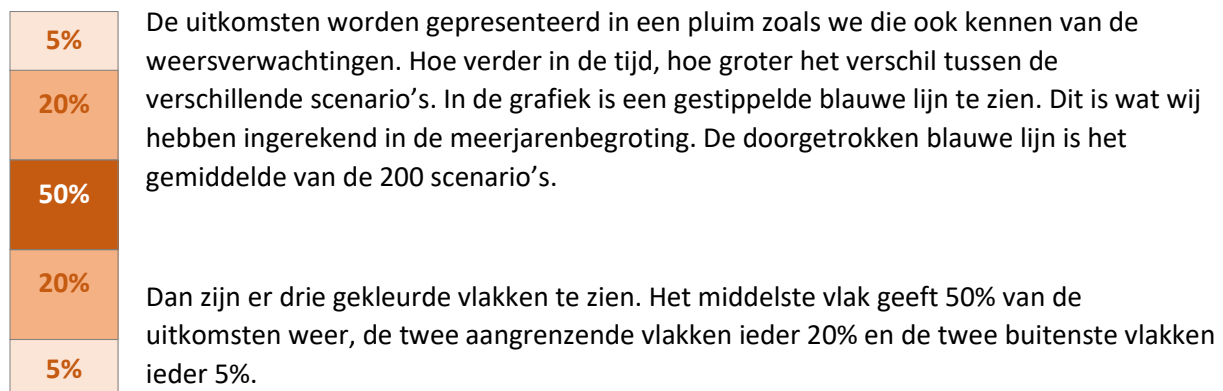 5%
20%
50%
20%
5%
De uitkomsten worden gepresenteerd in een pluim zoals we die ook kennen van de
weersverwachtingen. Hoe verder in de tijd, hoe groter het verschil tussen de
verschillende scenario’s. In de grafiek is een gestippelde blauwe lijn te zien. Dit is wat wij
hebben ingerekend in de meerjarenbegroting. De doorgetrokken blauwe lijn is het
gemiddelde van de 200 scenario’s.
Dan zijn er drie gekleurde vlakken te zien. Het middelste vlak geeft 50% van de
uitkomsten weer, de twee aangrenzende vlakken ieder 20% en de twee buitenste vlakken
ieder 5%.